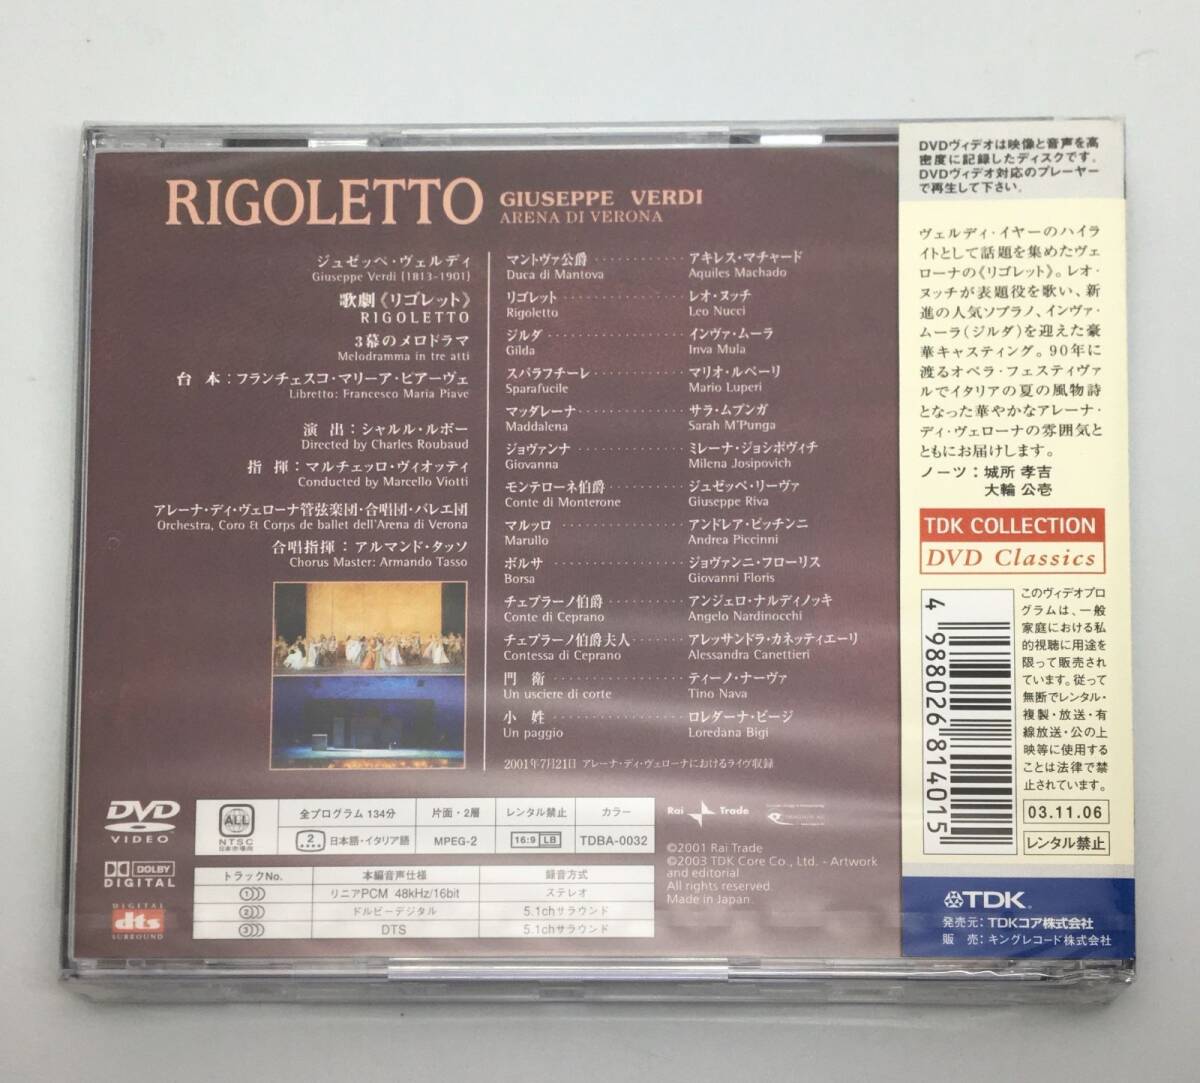 RIGOLETTO
GIUSEPPE VERDI
ARENA DI VERONA
ジュゼッペ・ヴェルディ
Giuseppe Verdi (1813-1901)
歌劇《リゴレット》
RIGOLETTO
3幕のメロドラマ
Melodramma in tre atti
台 本:フランチェスコ・マリーア・ピアーヴェ
Libretto: Francesco Maria Piave
演 出:シャルル・ルボー
Directed by Charles Roubaud
指 揮:マルチェッロ・ヴィオッティ
Conducted by Marcello Viotti
アレーナ・ディ・ヴェローナ管弦楽団・合唱団・バレエ団
Orchestra, Coro & Corps de ballet dell'Arena di Verona
合唱指揮:アルマンド・タッソ
Chorus Master: Armando Tasso
マントヴァ公爵 ············ アキレス・マチャード
Duca di Mantova Aquiles Machado
リゴレット ················ レオ・ヌッチ
Rigoletto Leo Nucci
ジルダ ···················· インヴァ・ムーラ
Gilda Inva Mula
スパラフチーレ ············ マリオ・ルペーリ
Sparafucile Mario Luperi
マッダレーナ ·············· サラ・ムプンガ
Maddalena Sarah M'Punga
ジョヴァンナ ·············· ミレーナ・ジョシポヴィチ
Giovanna Milena Josipovich
モンテローネ伯爵 ·········· ジュゼッペ・リーヴァ
Conte di Monterone Giuseppe Riva
マルッロ ·················· アンドレア・ピッチンニ
Marullo Andrea Piccinni
ボルサ ···················· ジョヴァンニ・フローリス
Borsa Giovanni Floris
チェプラーノ伯爵 ·········· アンジェロ・ナルディノッキ
Conte di Ceprano Angelo Nardinocchi
チェプラーノ伯爵夫人 ······ アレッサンドラ・カネッティエーリ
Contessa di Ceprano Alessandra Canettieri
門 衛 ···················· ティーノ・ナーヴァ
Un usciere di corte Tino Nava
小 姓 ···················· ロレダーナ・ビージ
Un paggio Loredana Bigi
2001年7月21日 アレーナ・ディ・ヴェローナにおけるライヴ収録
DVD
VIDEO
DOLBY
DIGITAL
DIGITAL
dts
SURROUND
ALL
NTSC
日本市場向
全プログラム 134分
片面・2層
レンタル禁止
カラー
2 日本語・イタリア語
MPEG-2
16:9 LB
TDBA-0032
トラックNo. 本編音声仕様 録音方式
1 リニアPCM 48kHz/16bit ステレオ
2 ドルビーデジタル 5.1chサラウンド
3 DTS 5.1chサラウンド
Rai Trade
©2001 Rai Trade
©2003 TDK Core Co., Ltd. - Artwork
and editorial
All rights reserved.
Made in Japan.
DVDヴィデオは映像と音声を高
密度に記録したディスクです。
DVDヴィデオ対応のプレーヤー
で再生して下さい。
ヴェルディ・イヤーのハイラ
イトとして話題を集めたヴェ
ローナの《リゴレット》。レオ・
ヌッチが表題役を歌い、新
進の人気ソプラノ、インヴァ・
ムーラ(ジルダ)を迎えた豪
華キャスティング。90年に
渡るオペラ・フェスティヴァ
ルでイタリアの夏の風物詩
となった華やかなアレーナ・
ディ・ヴェローナの雰囲気と
ともにお届けします。
ノーツ:城所 孝吉
大輪 公壱
TDK COLLECTION
DVD Classics
4 988026 814015
このヴィデオプロ
グラムは、一般
家庭における私
的視聴に用途を
限って販売され
ています。従って
無断でレンタル・
複製・放送・有
線放送・公の上
映等に使用する
ことは法律で禁
止されています。
03.11.06
レンタル禁止
TDK
発売元:TDKコア株式会社
販 売:キングレコード株式会社